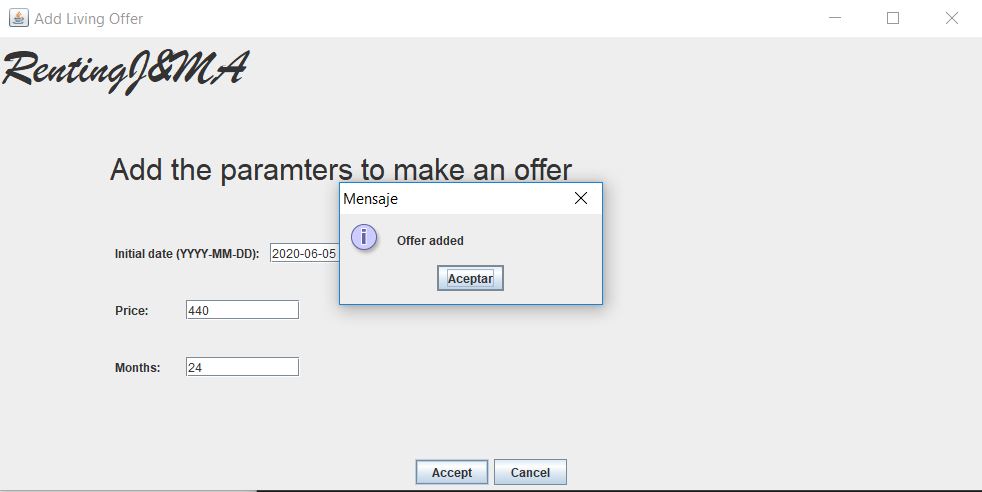 Add Living Offer
RentingJ&MA
Add the paramters to make an offer
Mensaje
Offer added
Aceptar
Initial date (YYYY-MM-DD): 2020-06-05
Price: 440
Months: 24
Accept Cancel